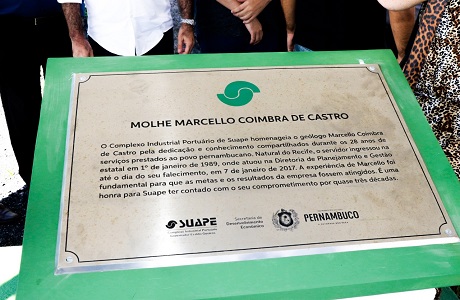 MOLHE MARCELLO COIMBRA DE CASTRO
O Complexo Industrial Portuário de Suape homenageia o geólogo Marcello Coimbra
de Castro pela dedicação e conhecimento compartilhados durante os 28 anos de
serviços prestados ao povo pernambucano. Natural do Recife, o servidor ingressou na
estatal em 1º de janeiro de 1989, onde atuou na Diretoria de Planejamento e Gestão
até o dia do seu falecimento, em 7 de janeiro de 2017. A experiência de Marcello foi
fundamental para que as metas e os resultados da empresa fossem atingidos. É uma
honra para Suape ter contado com o seu comprometimento por quase três décadas.
SUAPE
Secretaria de
Desenvolvimento
Econômico
PERNAMBUCO